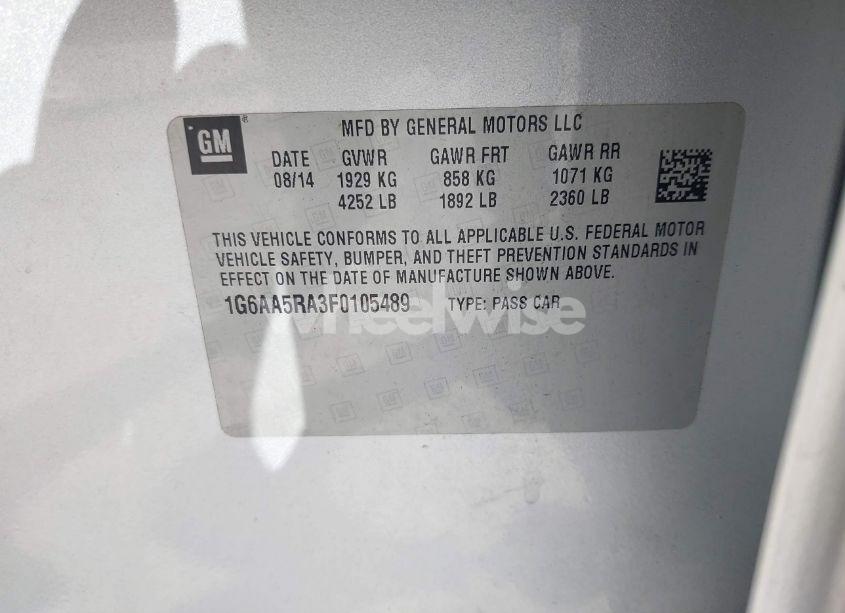 GM
MFD BY GENERAL MOTORS LLC
DATE GVWR GAWR FRT GAWR RR
08/14 1929 KG 858 KG 1071 KG
4252 LB 1892 LB 2360 LB
THIS VEHICLE CONFORMS TO ALL APPLICABLE U.S. FEDERAL MOTOR
VEHICLE SAFETY, BUMPER, AND THEFT PREVENTION STANDARDS IN
EFFECT ON THE DATE OF MANUFACTURE SHOWN ABOVE.
1G6AA5RA3F0105489 TYPE: PASS CAR
wheelwise